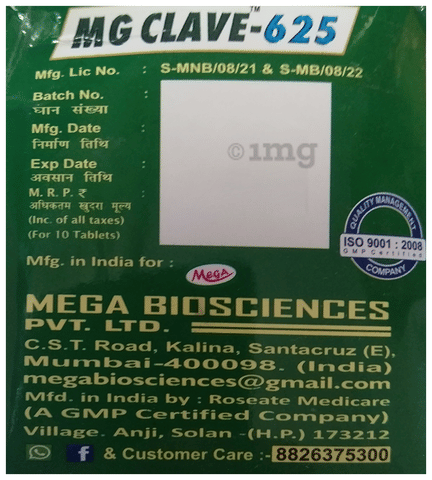 MG CLAVE-625™
Mfg. Lic No. : S-MNB/08/21 & S-MB/08/22
Batch No. :
घान संख्या
Mfg. Date :
निर्माण तिथि
Exp Date :
अवसान तिथि
M. R. P. ₹ :
अधिकतम खुदरा मूल्य
(Inc. of all taxes)
(For 10 Tablets)
©1mg
QUALITY MANAGEMENT
ISO 9001 : 2008
GMP Certified
COMPANY
Mfg. in India for :
MEGA
MEGA BIOSCIENCES
PVT. LTD.
C.S.T. Road, Kalina, Santacruz (E),
Mumbai-400098. (India)
megabiosciences@gmail.com
Mfd. in India by : Roseate Medicare
(A GMP Certified Company)
Village. Anji, Solan -(H.P.) 173212
& Customer Care :- 8826375300